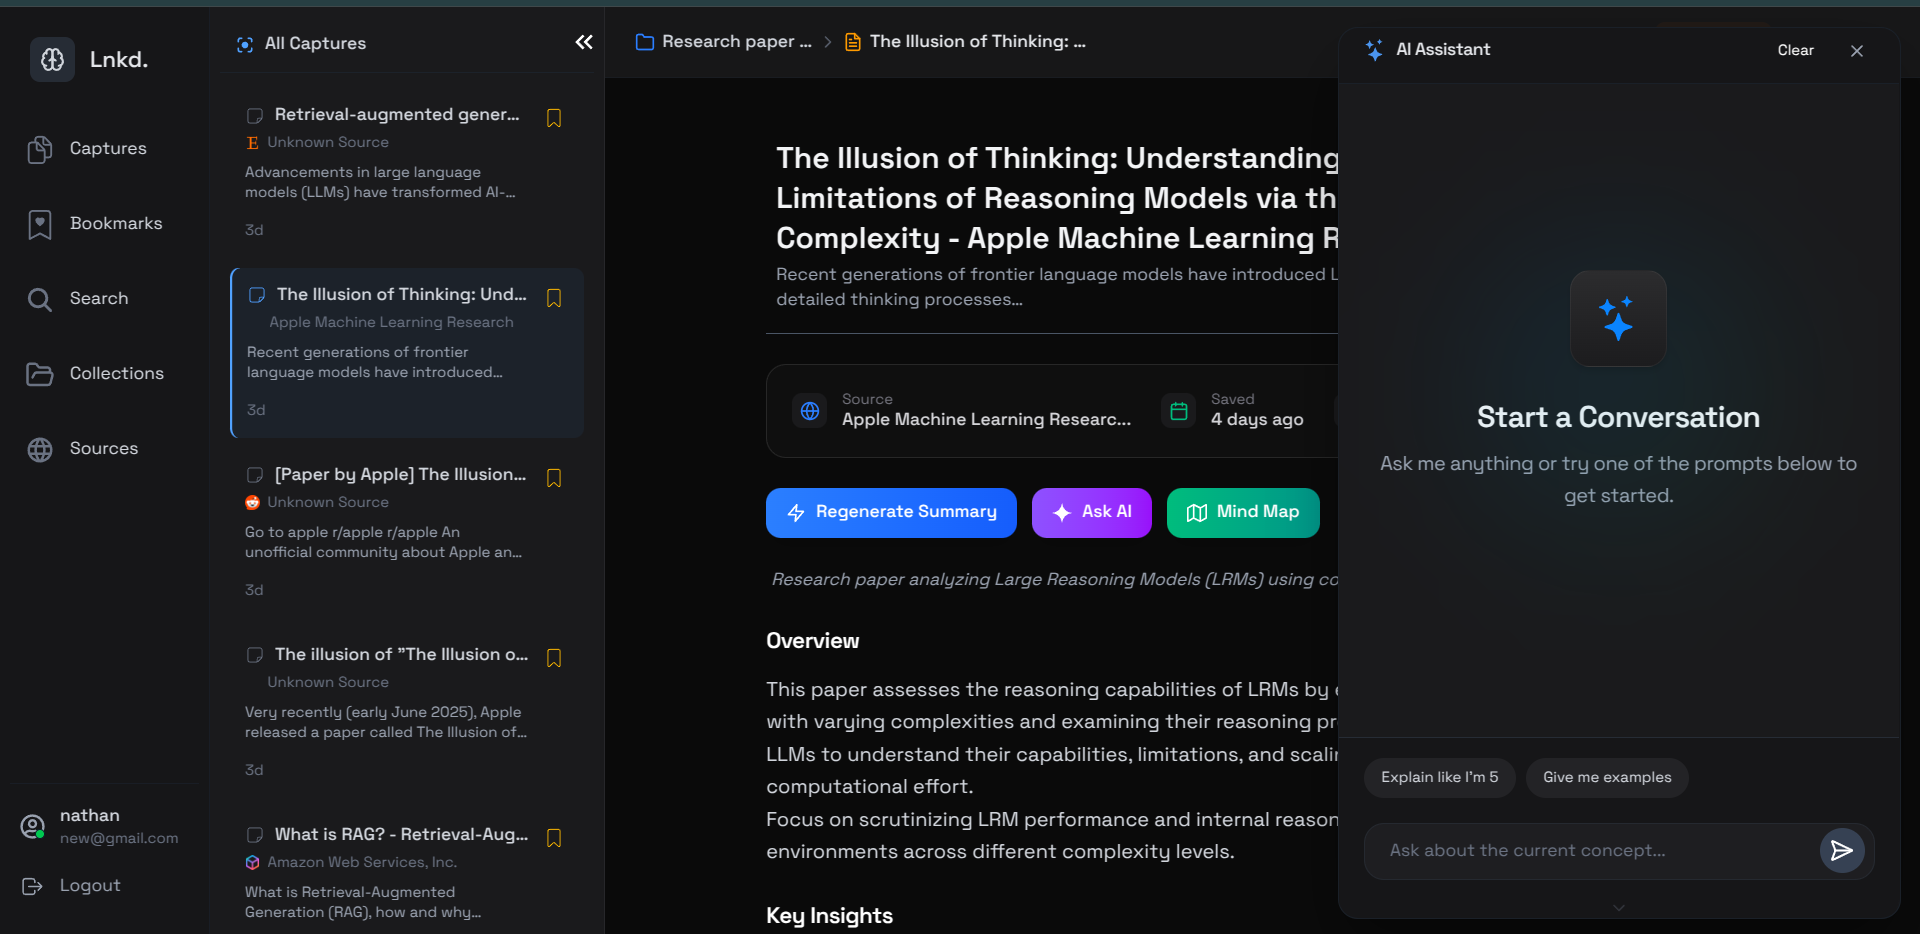 Lnkd.
Captures
Bookmarks
Search
Collections
Sources
nathan
new@gmail.com
Logout
All Captures
Retrieval-augmented gener...
E Unknown Source
Advancements in large language
models (LLMs) have transformed AI-...
3d
The Illusion of Thinking: Und...
Apple Machine Learning Research
Recent generations of frontier
language models have introduced...
3d
[Paper by Apple] The Illusion...
Unknown Source
Go to apple r/apple r/apple An
unofficial community about Apple an...
3d
The illusion of "The Illusion o...
Unknown Source
Very recently (early June 2025), Apple
released a paper called The Illusion of...
3d
What is RAG? - Retrieval-Aug...
Amazon Web Services, Inc.
What is Retrieval-Augmented
Generation (RAG), how and why...
Research paper ... > The Illusion of Thinking: ...
The Illusion of Thinking: Understanding
Limitations of Reasoning Models via th
Complexity - Apple Machine Learning R
Recent generations of frontier language models have introduced L
detailed thinking processes...
Source
Apple Machine Learning Researc...
Saved
4 days ago
Regenerate Summary
Ask AI
Mind Map
Research paper analyzing Large Reasoning Models (LRMs) using co
Overview
This paper assesses the reasoning capabilities of LRMs by e
with varying complexities and examining their reasoning pr
LLMs to understand their capabilities, limitations, and scalin
computational effort.
Focus on scrutinizing LRM performance and internal reason
environments across different complexity levels.
Key Insights
AI Assistant
Clear
Start a Conversation
Ask me anything or try one of the prompts below to
get started.
Explain like I'm 5
Give me examples
Ask about the current concept...